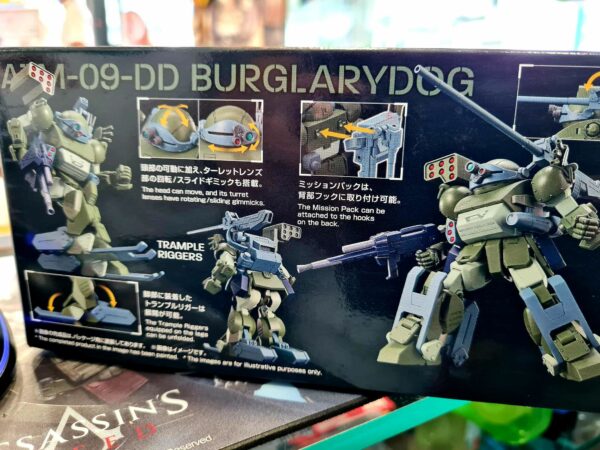 ATM-09-DD BURGLARYDOG
頭部の可動に加え、ターレットレンズ
部の回転/スライドギミックも搭載。
The head can move, and its turret
lenses have rotating/sliding gimmicks.
ミッションパックは、
背部フックに取り付け可能。
The Mission Pack can be
attached to the hooks
on the back.
TRAMPLE
RIGGERS
脚部に装着した
トランプルリガーは
展開が可能。
The Trample Riggers
equipped on the legs
can be unfolded.
*The completed product in the image has been painted. *The images are for illustrative purposes only.
ASSASSIN'S
CREED
Reserved.